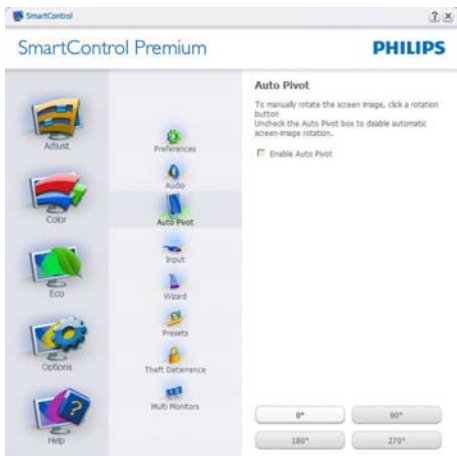 SmartControl
SmartControl Premium
PHILIPS
Adjust
Color
Eco
Options
Help
Preferences
Audio
Auto Pivot
Input
Wizard
Presets
Theft Deterrence
Multi Monitors
Auto Pivot
To manually rotate the screen image, click a rotation
button
Uncheck the Auto Pivot box to disable automatic
screen-image rotation.
Enable Auto Pivot
0°
90°
180°
270°